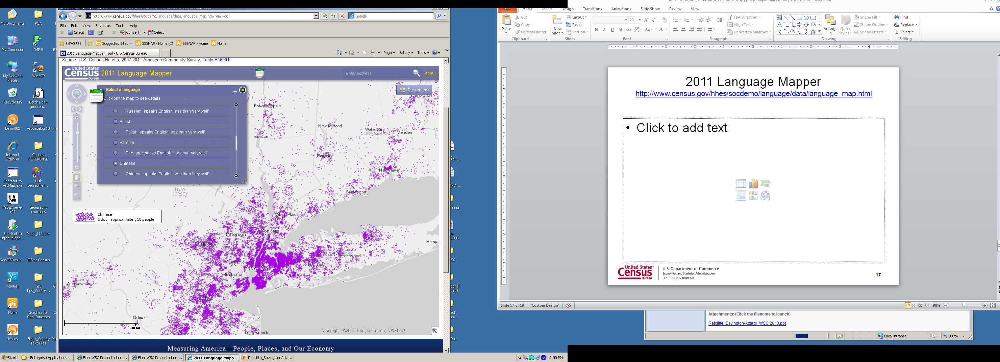 My Documents
RSA
My Computer
JMP 9
My Network
Places
WinSCP
Recycle Bin
Batch1 dev
geo cen...
bevin002
ArcCatalog 10
Internet
Explorer
Census
REFERENCE
Shortcut to
ArcMap.exe
Disk
Defragmen...
MrSIDViewer
(2)
Geography
concepts
Shortcut to
sqldevelope...
Maps_Listserv
ArcGISDeskt...
GIS at Census
Yammer
GIS
Tips_Center...
Home
Graphics for
Geo Concepts
iNotes
State_County
Text Files
http://www.census.gov/hhes/socdemo/language/data/language_map.html?eml=gd
Google
File Edit View Favorites Tools Help
x Snagit x Convert Select
Favorites Suggested Sites SSSNAP - Home (2) SSSNAP - Home Home
2011 Language Mapper Tool - U.S Census Bureau
Page Safety Tools
Source: U.S. Census Bureau, 2007-2011 American Community Survey, Table B16001
United States
Census
Bureau
2011 Language Mapper
Enter address
About
Select a language
Click on the map to see details
Russian, speaks English less than 'very well'
Polish
Polish, speaks English less than 'very well'
Persian
Persian, speaks English less than 'very well'
Chinese
Chinese, speaks English less than 'very well'
Basemaps
Hartford
Poughkeepsie
New Milford
Waterbury
CONNECTICUT
Meriden
Beacon
Danbury
New Haven
NEW
JERSEY
Bridgeport
White Plains
Chinese
1 dot = approximately 10 people
Paterson
Yonkers
Parsippany
Hampt
Brentwood
Newark
New York
Levittown
Elizabeth
Allentown
Edison
50 km
30 mi
Long Branch
Copyright: ©2013 Esri, DeLorme, NAVTEQ
Measuring America—People, Places, and Our Economy
Start
- Enterprise Applications -
Final WSC Presentation -...
Final WSC Presentation -...
2011 Language Mapp...
Ratcliffe_Bevington-Atta...
2:00 PM
File Home Insert Design Transitions Animations Slide Show Review View
Paste
Cut
Copy
Format Painter
Clipboard
New
Slide
Layout
Reset
Section
Slides
20
Font
Text Direction
Align Text
Convert to SmartArt
Paragraph
Arrange
Quick
Styles
Shape Fill
Shape Outline
Shape Effects
Drawing
Find
Replace
Select
Editing
2011 Language Mapper
http://www.census.gov/hhes/socdemo/language/data/language_map.html
• Click to add text
United States™
Census
Bureau
U.S. Department of Commerce
Economics and Statistics Administration
U.S. CENSUS BUREAU
17
Slide 17 of 19
"Custom Design"
90%
Attachments: (Click the filename to launch)
Ratcliffe_Bevington-Attardi_WSC 2013.ppt
Local intranet
100%